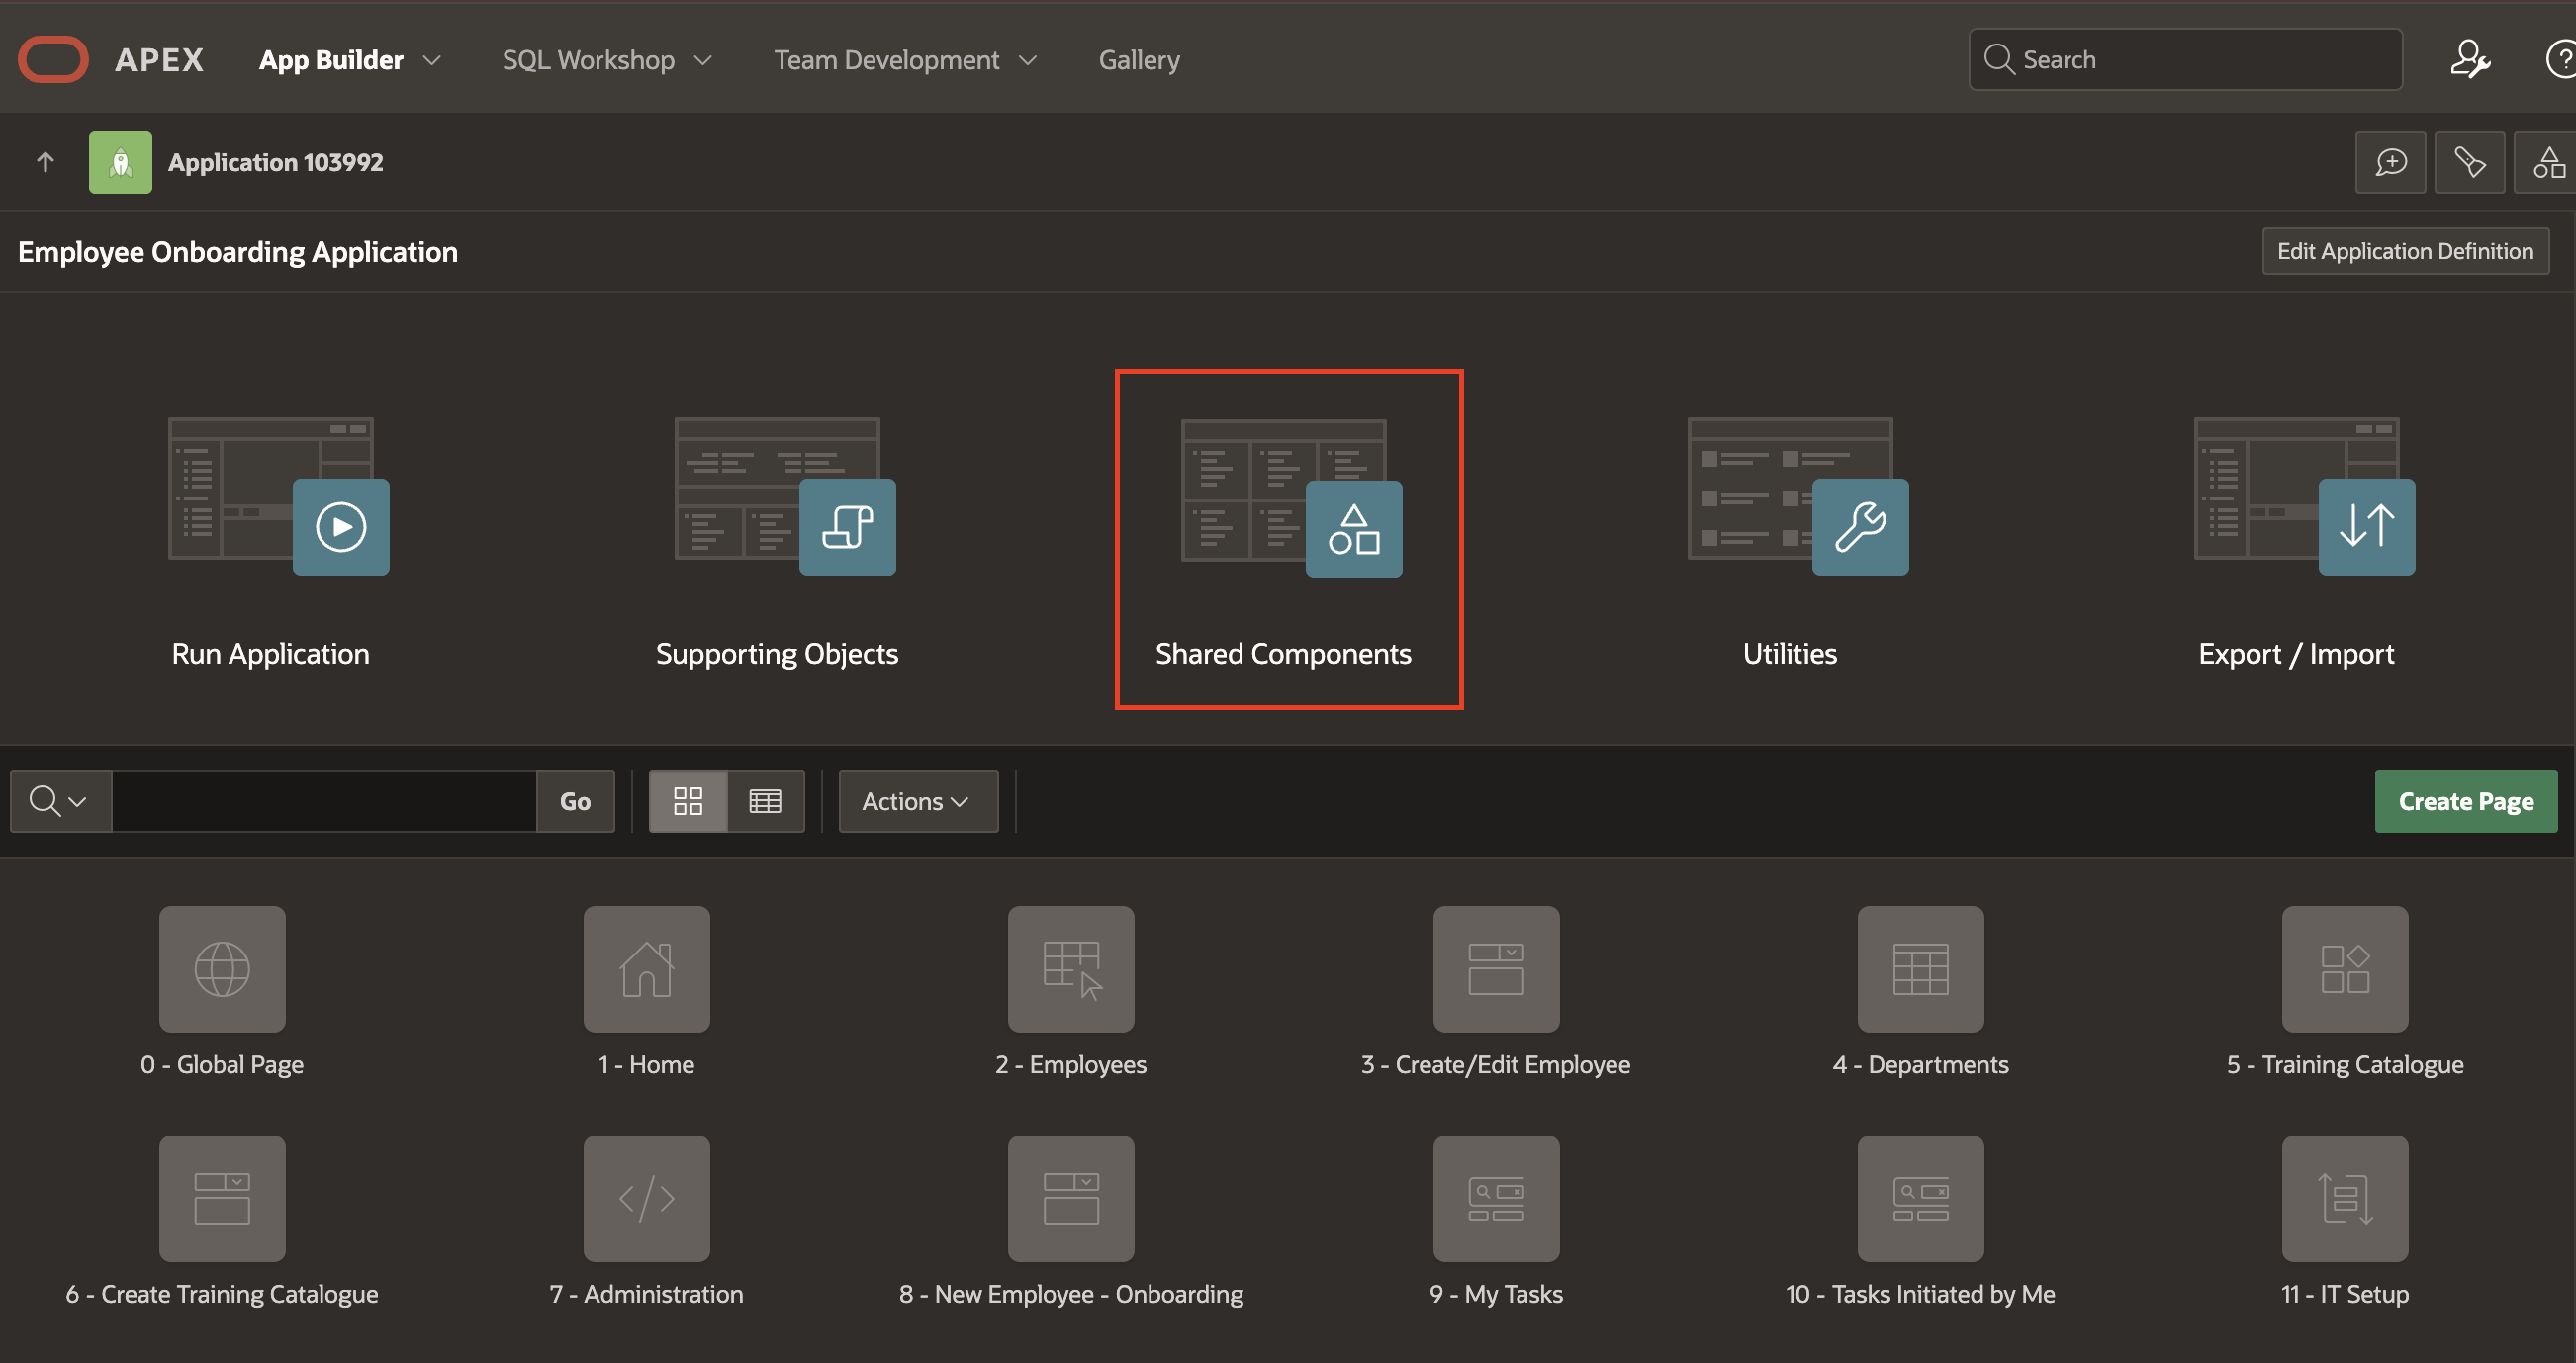 APEX App Builder SQL Workshop Team Development Gallery Search
Application 103992
Employee Onboarding Application Edit Application Definition
Run Application Supporting Objects Shared Components Utilities Export / Import
Go Actions Create Page
0 - Global Page 1 - Home 2 - Employees 3 - Create/Edit Employee 4 - Departments 5 - Training Catalogue
6 - Create Training Catalogue 7 - Administration 8 - New Employee - Onboarding 9 - My Tasks 10 - Tasks Initiated by Me 11 - IT Setup